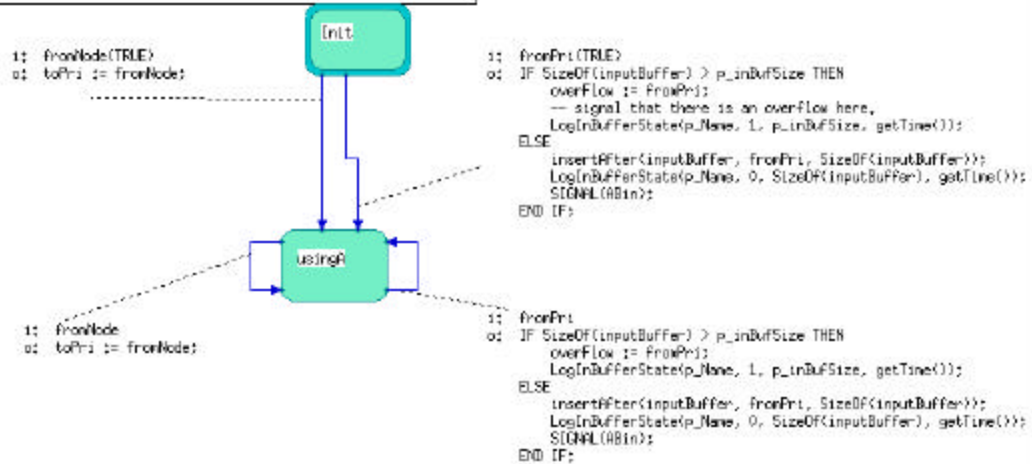 Init
i: fromNode(TRUE)
o: toPri := fromNode;
i: fromPri(TRUE)
o: IF SizeOf(inputBuffer) > p_inBufSize THEN
overFlow := fromPri;
-- signal that there is an overflow here.
LogInBufferState(p_Name, 1, p_inBufSize, getTime());
ELSE
insertAfter(inputBuffer, fromPri, SizeOf(inputBuffer));
LogInBufferState(p_Name, 0, SizeOf(inputBuffer), getTime());
SIGNAL(ABin);
END IF;
usingA
i: fromNode
o: toPri := fromNode;
i: fromPri
o: IF SizeOf(inputBuffer) > p_inBufSize THEN
overFlow := fromPri;
LogInBufferState(p_Name, 1, p_inBufSize, getTime());
ELSE
insertAfter(inputBuffer, fromPri, SizeOf(inputBuffer));
LogInBufferState(p_Name, 0, SizeOf(inputBuffer), getTime());
SIGNAL(ABin);
END IF;